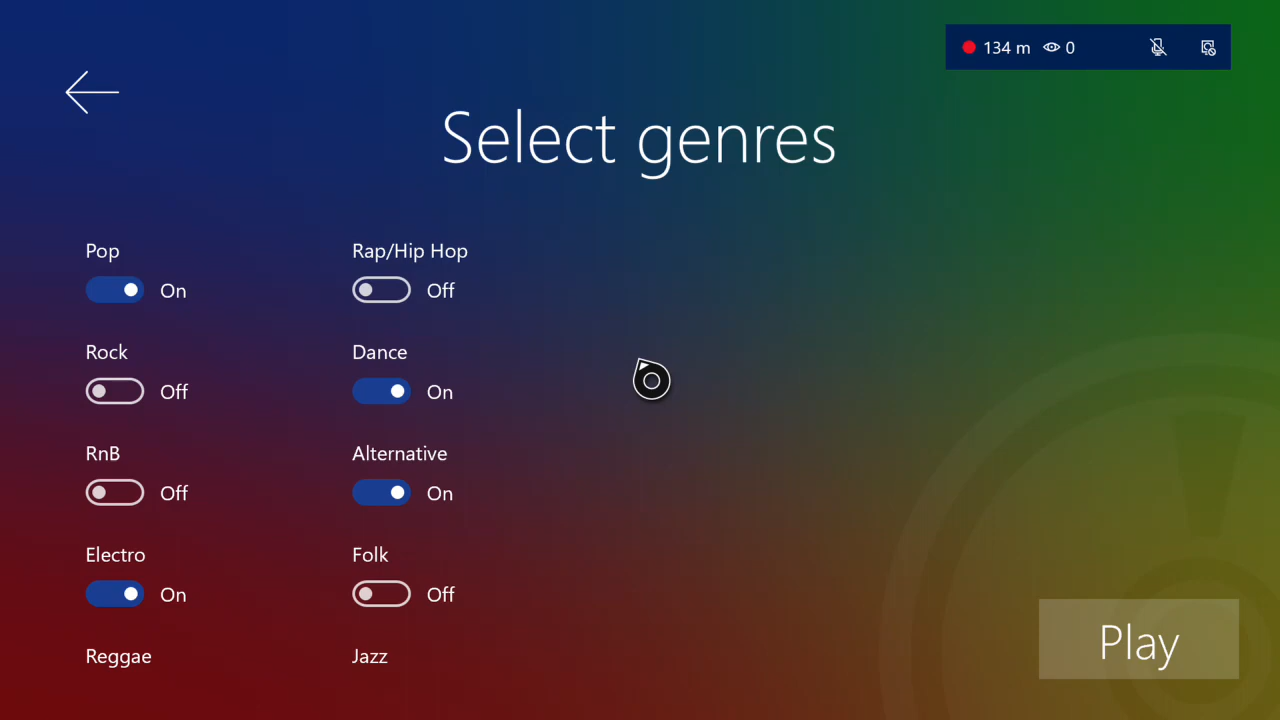 134 m 0
Select genres
Pop Rap/Hip Hop
On Off
Rock Dance
Off On
RnB Alternative
Off On
Electro Folk
On Off
Reggae Jazz
Play